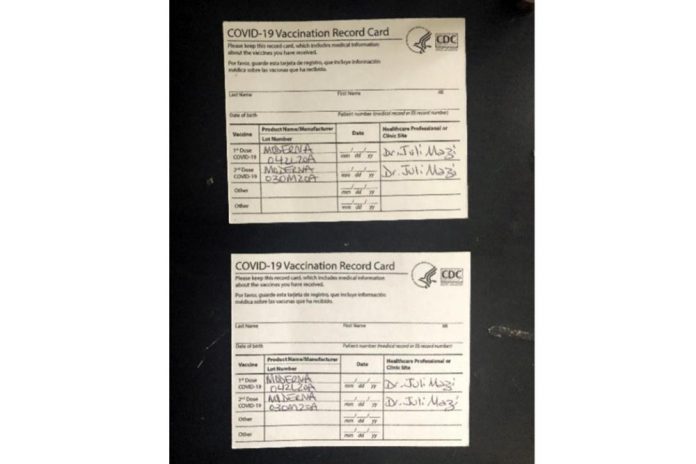 COVID-19 Vaccination Record Card
CDC
Please keep this record card, which includes medical information
about the vaccines you have received.
Por favor, guarde esta tarjeta de registro, que incluye información
médica sobre las vacunas que ha recibido.
Last Name First Name MI
Date of birth Patient number (medical record or IIS record number)
Vaccine Product Name/Manufacturer Date Healthcare Professional or
Lot Number Clinic Site
1st Dose MODERNA / / Dr. Juli Mazi
COVID-19 042L20A mm dd yy
2nd Dose MODERNA / / Dr. Juli Mazi
COVID-19 030M20A mm dd yy
Other / /
mm dd yy
Other / /
mm dd yy
COVID-19 Vaccination Record Card
CDC
Please keep this record card, which includes medical information
about the vaccines you have received.
Por favor, guarde esta tarjeta de registro, que incluye información
médica sobre las vacunas que ha recibido.
Last Name First Name MI
Date of birth Patient number (medical record or IIS record number)
Vaccine Product Name/Manufacturer Date Healthcare Professional or
Lot Number Clinic Site
1st Dose MODERNA / / Dr. Juli Mazi
COVID-19 042L20A mm dd yy
2nd Dose MODERNA / / Dr. Juli Mazi
COVID-19 030M20A mm dd yy
Other / /
mm dd yy
Other / /
mm dd yy